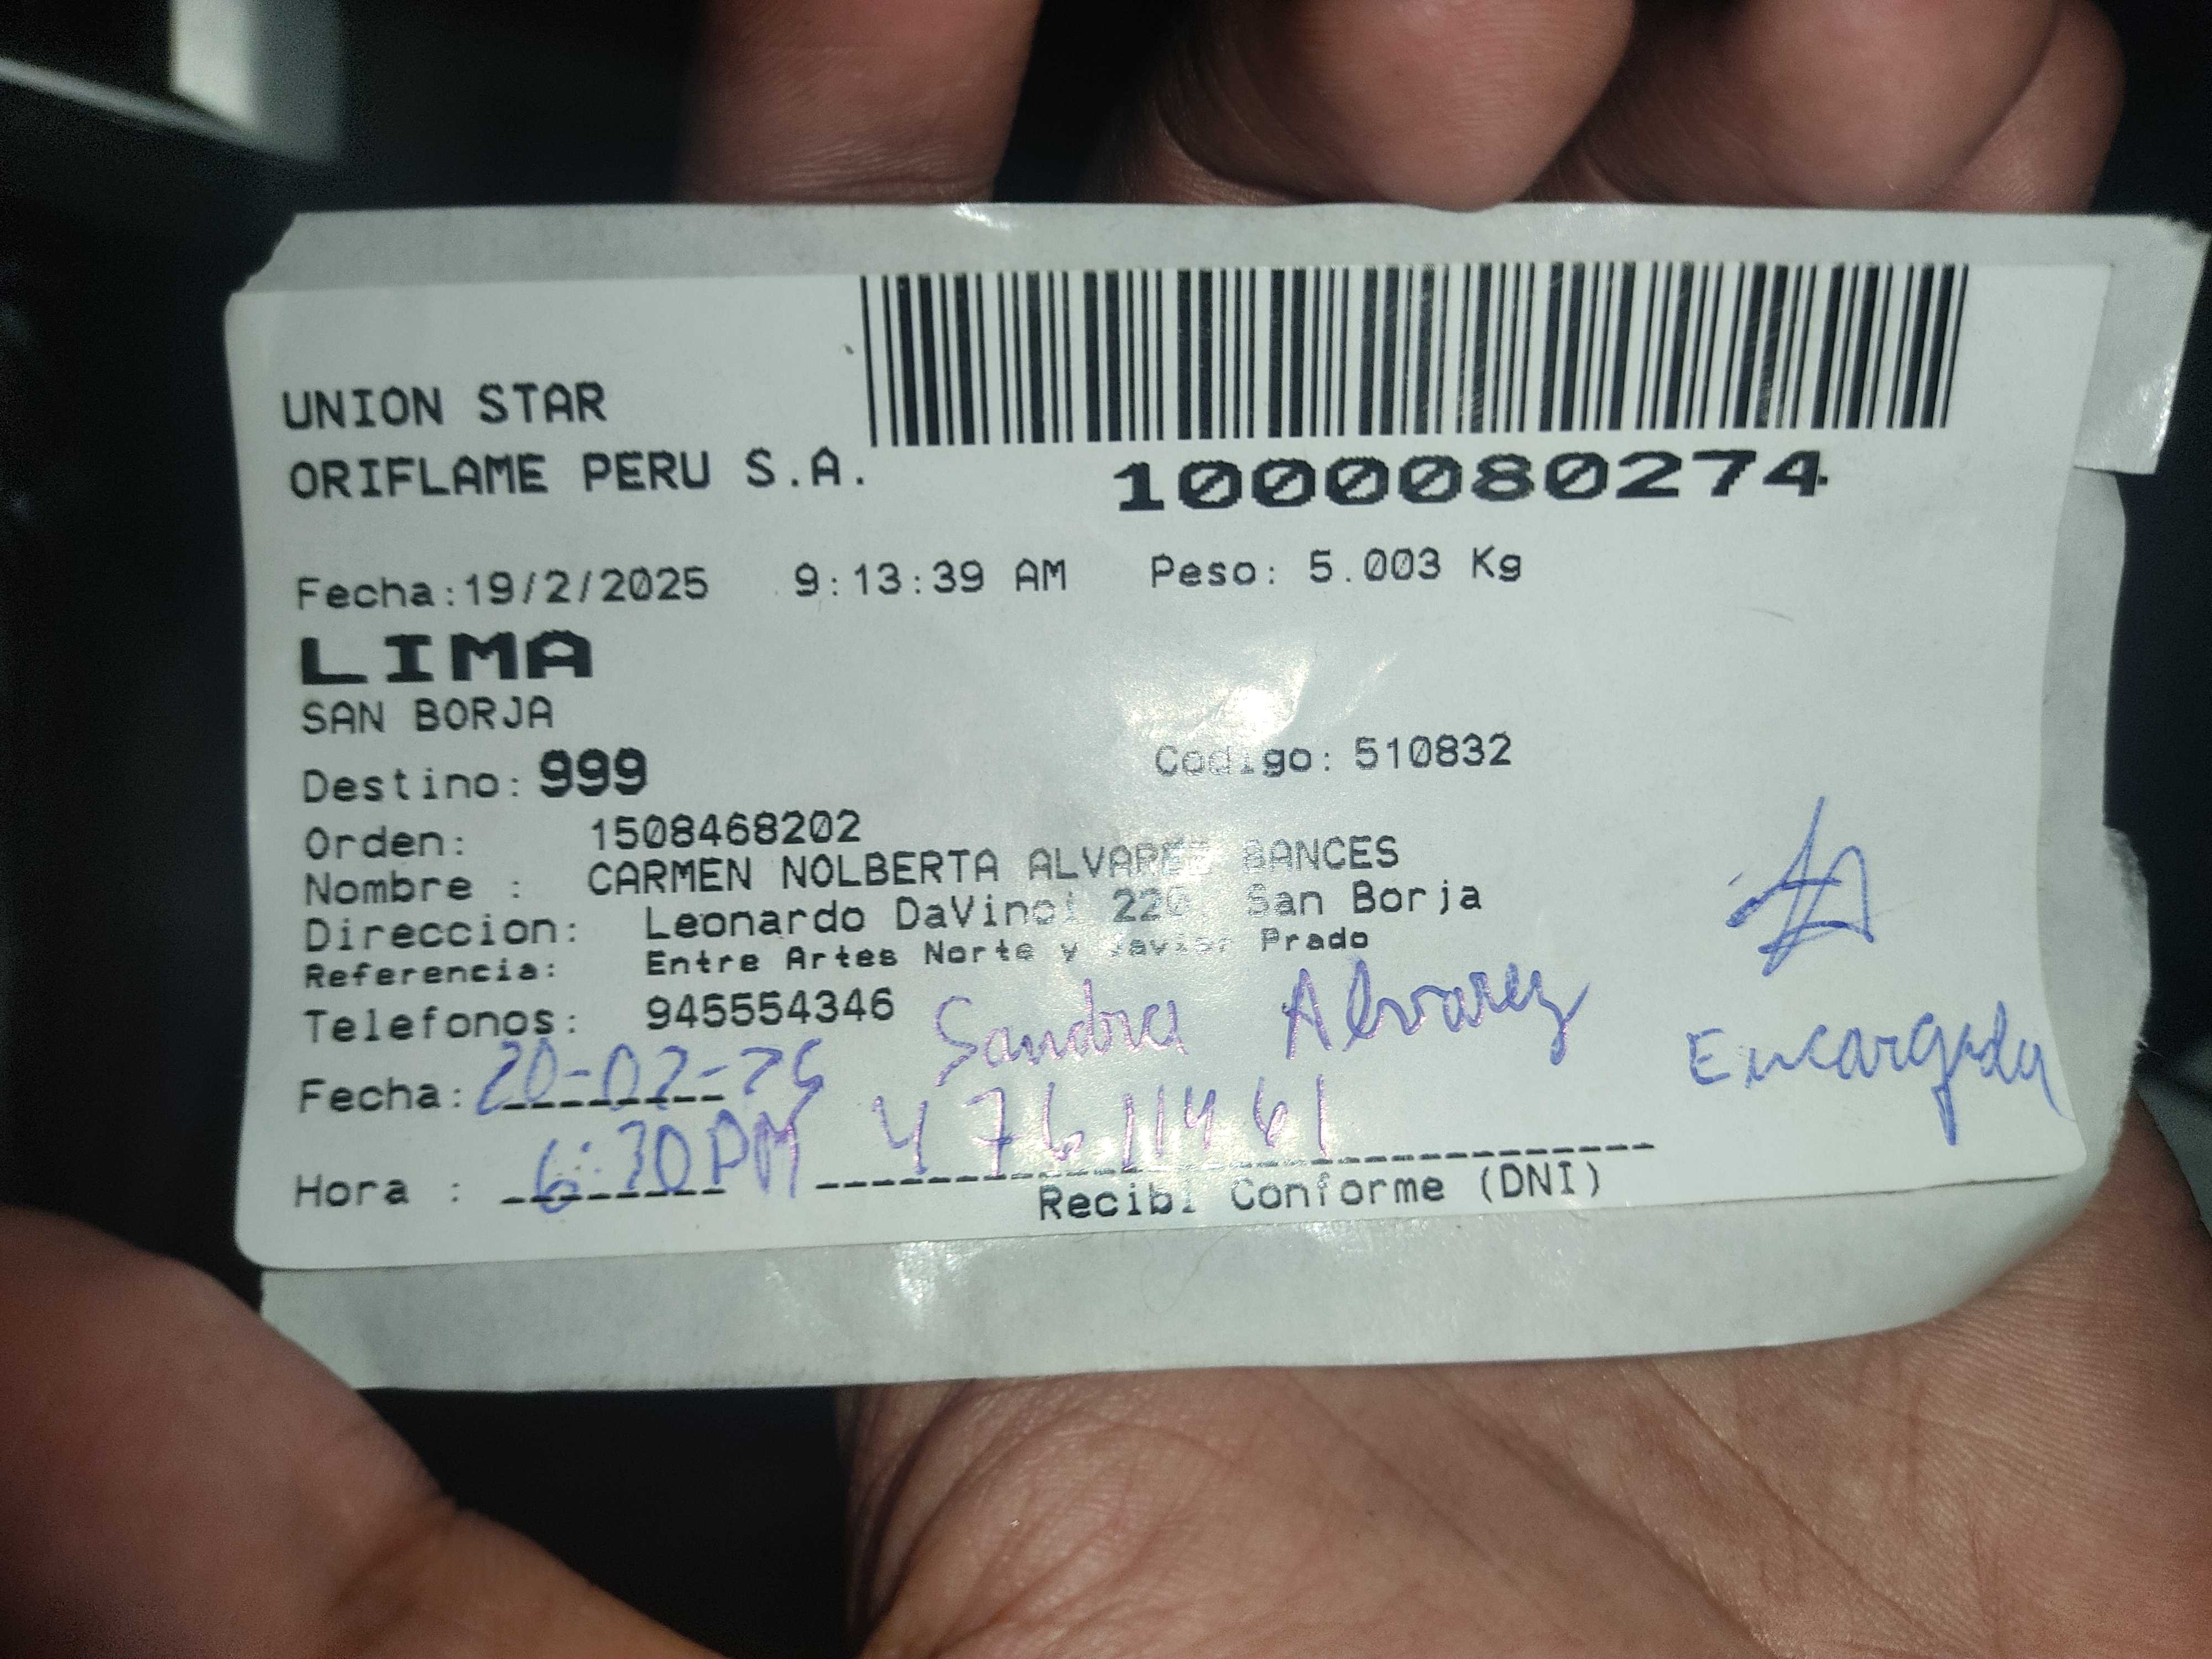 UNION STAR
ORIFLAME PERU S.A.
1000080274
Fecha:19/2/2025 9:13:39 AM Peso: 5.003 Kg
LIMA
SAN BORJA
Destino: 999 Codigo: 510832
Orden: 1508468202
Nombre : CARMEN NOLBERTA ALVAREZ BANCES
Direccion: Leonardo DaVinci 220 San Borja
Referencia: Entre Artes Norte y Javier Prado
Telefonos: 945554346 Sandra Alvarez
Fecha: 20-02-25 Encargada
Hora : 6:30PM
Recibi Conforme (DNI)